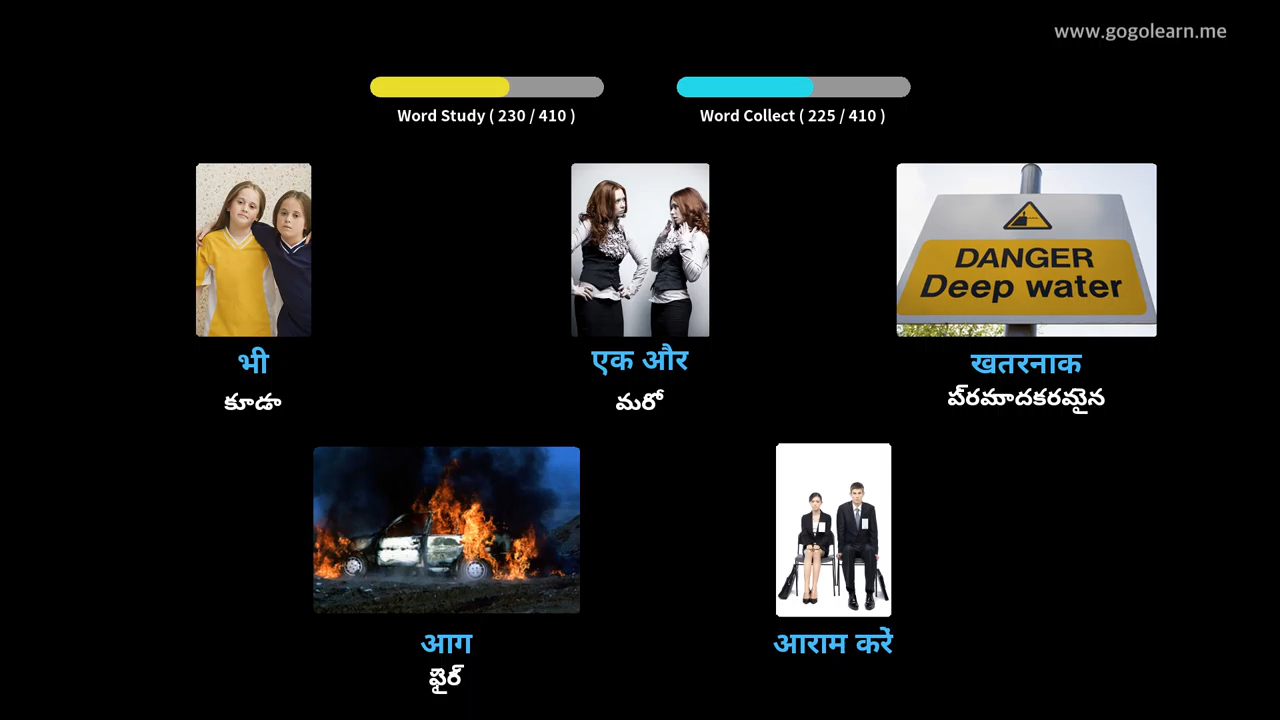 www.gogolearn.me
Word Study ( 230 / 410 )
Word Collect ( 225 / 410 )
DANGER
Deep water
भी
एक और
खतरनाक
కూడా
మరో
ప్రమాదకరమైన
आग
आराम करें
ఫైర్